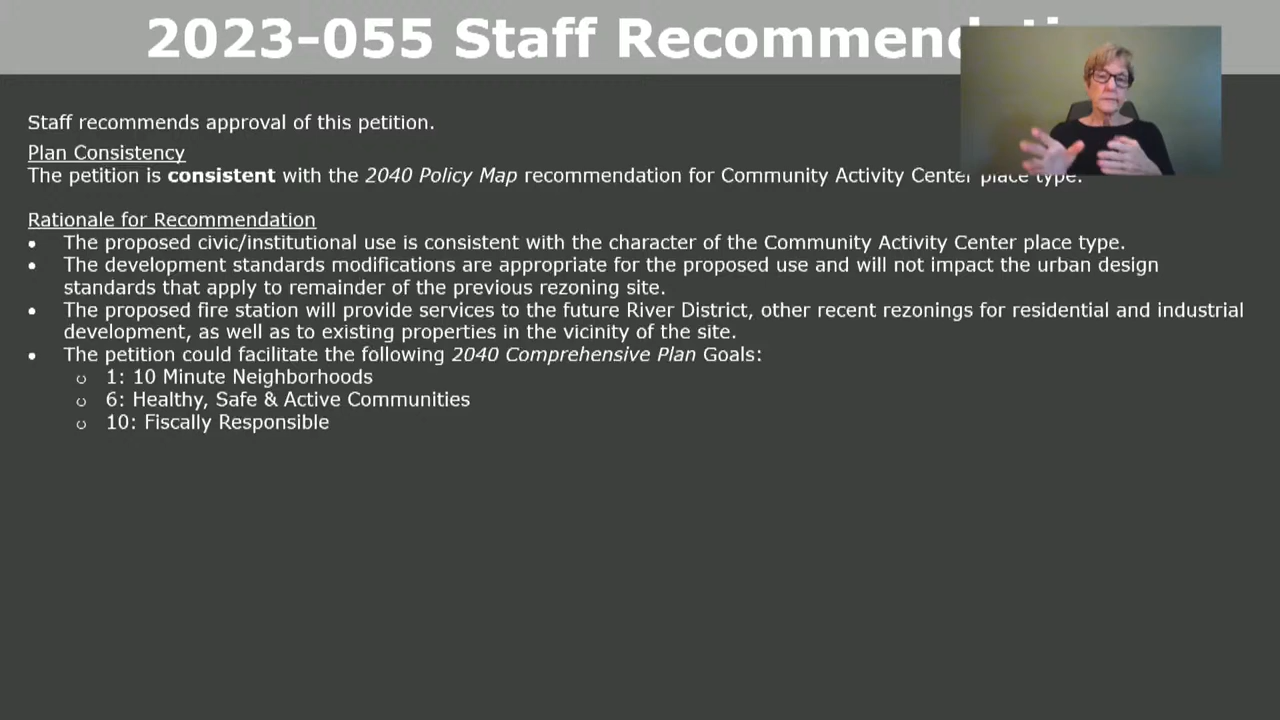 2023-055 Staff
Staff recommends approval of this petition.
Plan Consistency
The petition is consistent with the 2040 Policy Map recommendation for Community Activity Center place type.
Rationale for Recommendation
• The proposed civic/institutional use is consistent with the character of the Community Activity Center place type.
• The development standards modifications are appropriate for the proposed use and will not impact the urban design
standards that apply to remainder of the previous rezoning site.
• The proposed fire station will provide services to the future River District, other recent rezonings for residential and industrial
development, as well as to existing properties in the vicinity of the site.
• The petition could facilitate the following 2040 Comprehensive Plan Goals:
○ 1: 10 Minute Neighborhoods
○ 6: Healthy, Safe & Active Communities
○ 10: Fiscally Responsible